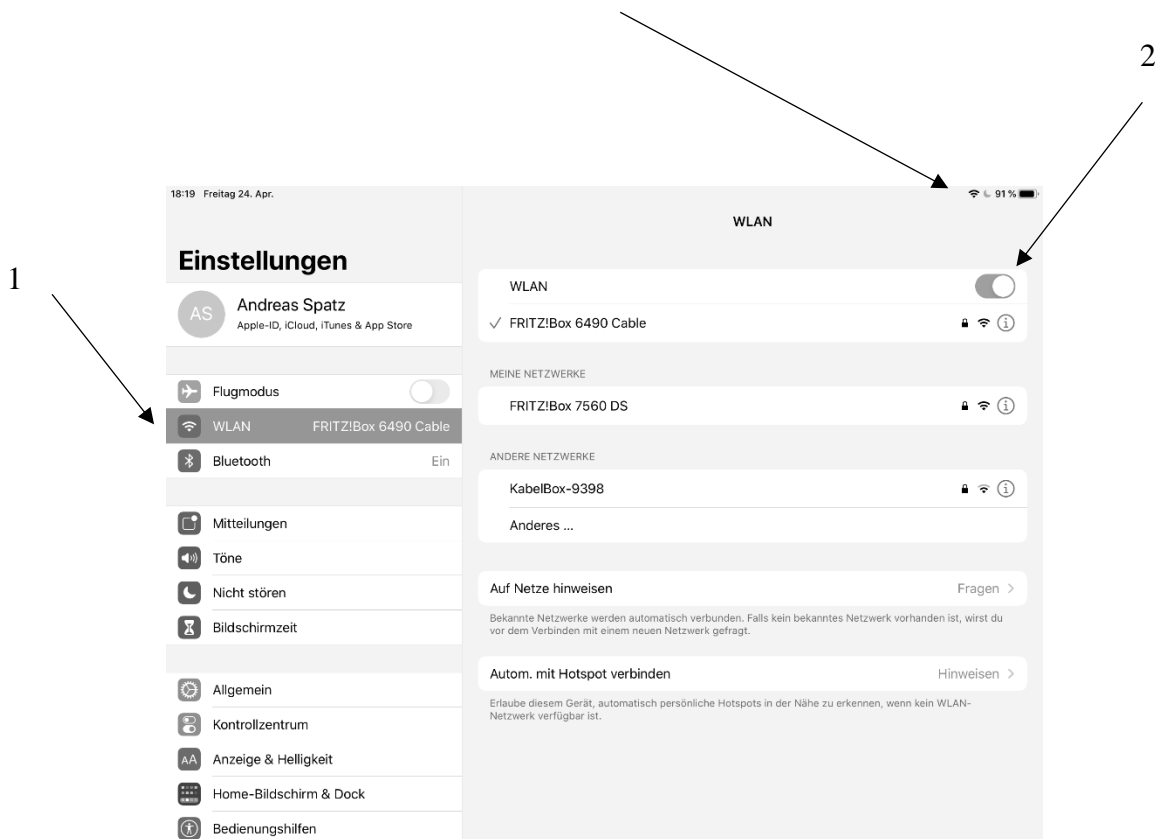 2
1
18:19 Freitag 24. Apr.
91 %
Einstellungen
AS
Andreas Spatz
Apple-ID, iCloud, iTunes & App Store
Flugmodus
WLAN FRITZ!Box 6490 Cable
Bluetooth Ein
Mitteilungen
Töne
Nicht stören
Bildschirmzeit
Allgemein
Kontrollzentrum
AA Anzeige & Helligkeit
Home-Bildschirm & Dock
Bedienungshilfen
WLAN
WLAN
FRITZ!Box 6490 Cable
MEINE NETZWERKE
FRITZ!Box 7560 DS
ANDERE NETZWERKE
KabelBox-9398
Anderes ...
Auf Netze hinweisen Fragen
Bekannte Netzwerke werden automatisch verbunden. Falls kein bekanntes Netzwerk vorhanden ist, wirst du
vor dem Verbinden mit einem neuen Netzwerk gefragt.
Autom. mit Hotspot verbinden Hinweisen
Erlaube diesem Gerät, automatisch persönliche Hotspots in der Nähe zu erkennen, wenn kein WLAN-
Netzwerk verfügbar ist.